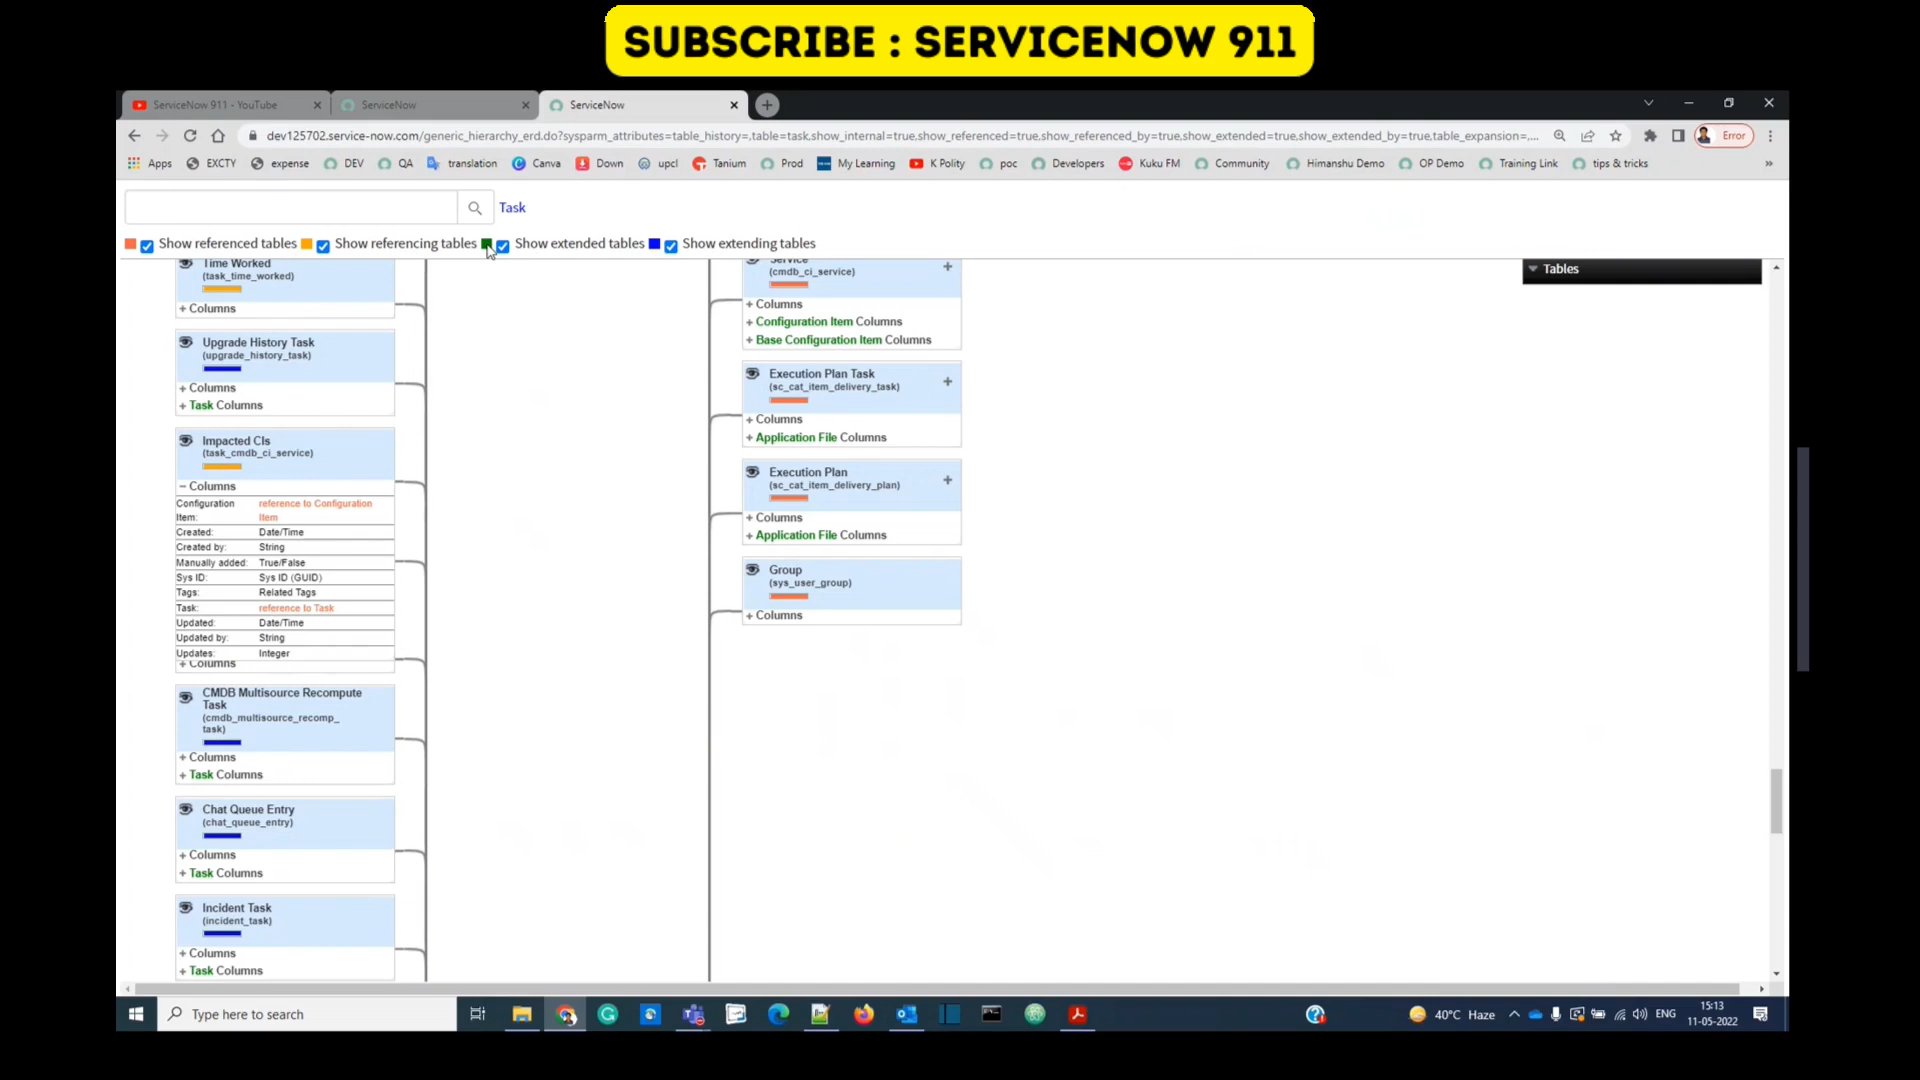 SUBSCRIBE : SERVICENOW 911
ServiceNow 911 - YouTube
ServiceNow
ServiceNow
dev125702.service-now.com/generic_hierarchy_erd.do?sysparm_attributes=table_history=,table=task,show_internal=true,show_referenced=true,show_referenced_by=true,show_extended=true,show_extended_by=true,table_expansion=,...
Error
Apps EXCTY expense DEV QA translation Canva Down upcl Tanium Prod My Learning K Polity poc Developers Kuku FM Community Himanshu Demo OP Demo Training Link tips & tricks »
Task
Show referenced tables Show referencing tables Show extended tables Show extending tables
Time Worked
(task_time_worked)
+ Columns
Upgrade History Task
(upgrade_history_task)
+ Columns
+ Task Columns
Impacted CIs
(task_cmdb_ci_service)
− Columns
Configuration Item: reference to Configuration Item
Created: Date/Time
Created by: String
Manually added: True/False
Sys ID: Sys ID (GUID)
Tags: Related Tags
Task: reference to Task
Updated: Date/Time
Updated by: String
Updates: Integer
+ Columns
CMDB Multisource Recompute
Task
(cmdb_multisource_recomp_
task)
+ Columns
+ Task Columns
Chat Queue Entry
(chat_queue_entry)
+ Columns
+ Task Columns
Incident Task
(incident_task)
+ Columns
+ Task Columns
Service
(cmdb_ci_service)
+ Columns
+ Configuration Item Columns
+ Base Configuration Item Columns
Execution Plan Task
(sc_cat_item_delivery_task)
+ Columns
+ Application File Columns
Execution Plan
(sc_cat_item_delivery_plan)
+ Columns
+ Application File Columns
Group
(sys_user_group)
+ Columns
Tables
Type here to search
40°C Haze
ENG
15:13
11-05-2022